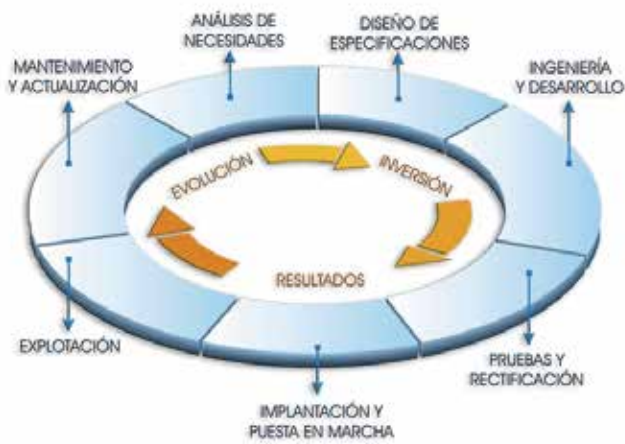 ANÁLISIS DE
NECESIDADES
DISEÑO DE
ESPECIFICACIONES
INGENIERÍA
Y DESARROLLO
PRUEBAS Y
RECTIFICACIÓN
IMPLANTACIÓN Y
PUESTA EN MARCHA
EXPLOTACIÓN
MANTENIMIENTO
Y ACTUALIZACIÓN
EVOLUCIÓN
INVERSIÓN
RESULTADOS